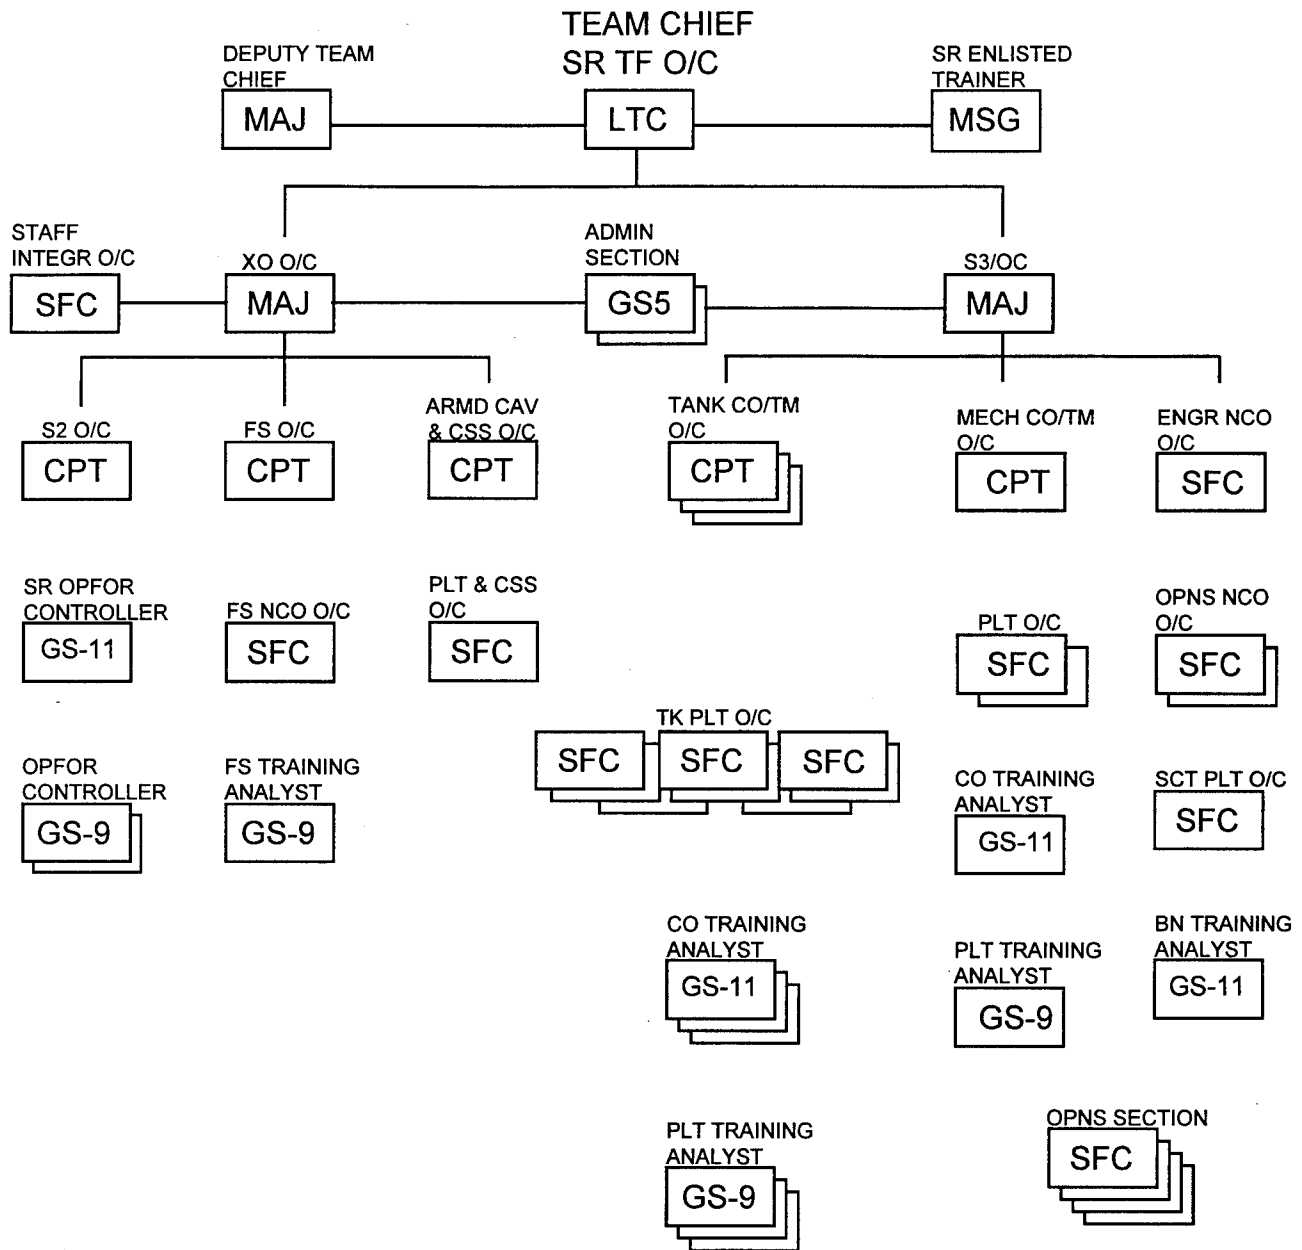 TEAM CHIEF
SR TF O/C
DEPUTY TEAM
CHIEF
SR ENLISTED
TRAINER
MAJ
LTC
MSG
STAFF
INTEGR O/C
XO O/C
ADMIN
SECTION
S3/OC
SFC
MAJ
GS5
MAJ
S2 O/C
FS O/C
ARMD CAV
& CSS O/C
TANK CO/TM
O/C
MECH CO/TM
O/C
ENGR NCO
O/C
CPT
CPT
CPT
CPT
CPT
SFC
SR OPFOR
CONTROLLER
FS NCO O/C
PLT & CSS
O/C
PLT O/C
OPNS NCO
O/C
GS-11
SFC
SFC
SFC
SFC
TK PLT O/C
SFC
SFC
SFC
OPFOR
CONTROLLER
FS TRAINING
ANALYST
CO TRAINING
ANALYST
SCT PLT O/C
GS-9
GS-9
GS-11
SFC
CO TRAINING
ANALYST
PLT TRAINING
ANALYST
BN TRAINING
ANALYST
GS-11
GS-9
GS-11
PLT TRAINING
ANALYST
OPNS SECTION
GS-9
SFC